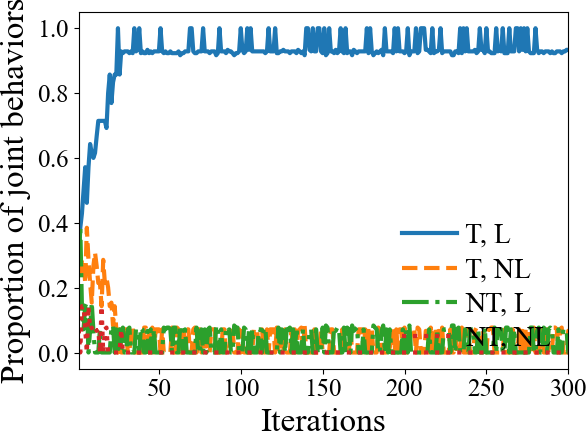 Proportion of joint behaviors
1.0
0.8
0.6
0.4
0.2
0.0
T, L
T, NL
NT, L
NT, NL
50 100 150 200 250 300
Iterations